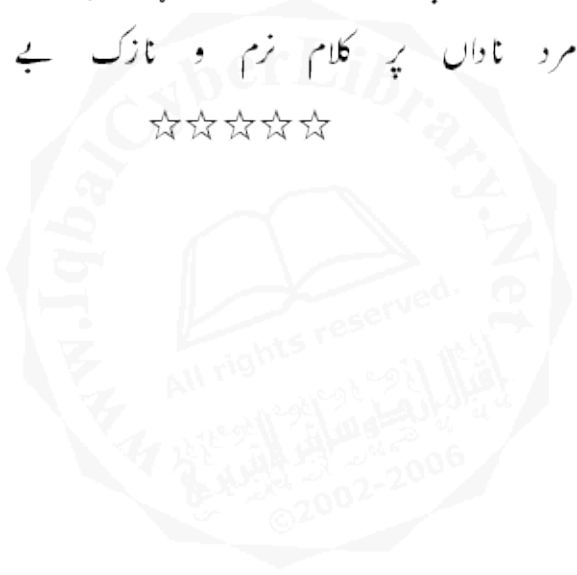 مرد ناداں پر کلام نرم و نازک بے
☆☆☆☆☆
www.IqbalCyberLibrary.Net
All rights reserved.
©2002-2006